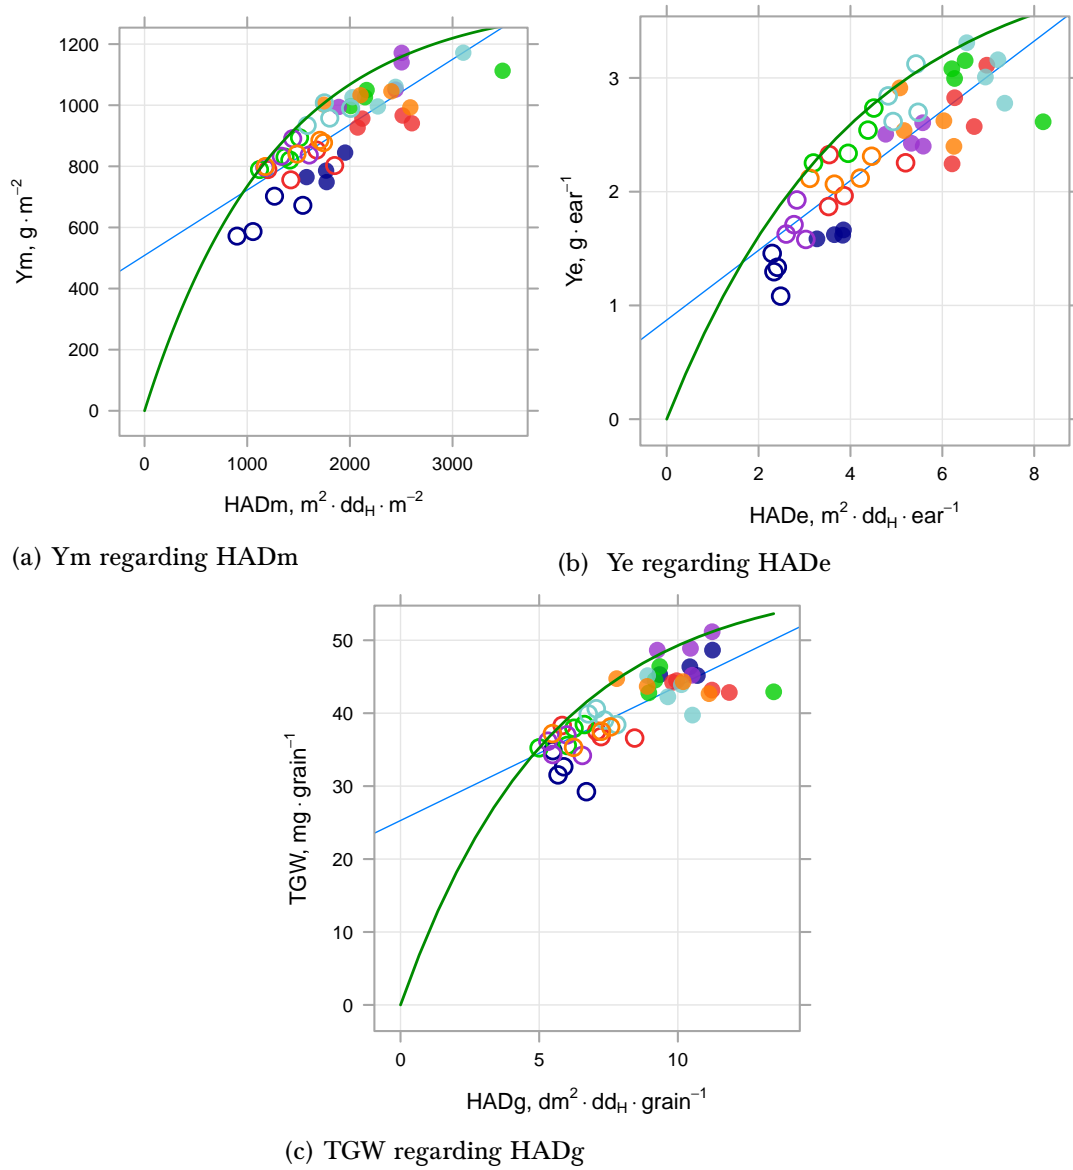 1200
1000
800
600
400
200
0
Ym, g · m⁻²
0 1000 2000 3000
HADm, m² · dd_H · m⁻²
(a) Ym regarding HADm
3
2
1
0
Ye, g · ear⁻¹
0 2 4 6 8
HADe, m² · dd_H · ear⁻¹
(b) Ye regarding HADe
50
40
30
20
10
0
TGW, mg · grain⁻¹
0 5 10
HADg, dm² · dd_H · grain⁻¹
(c) TGW regarding HADg